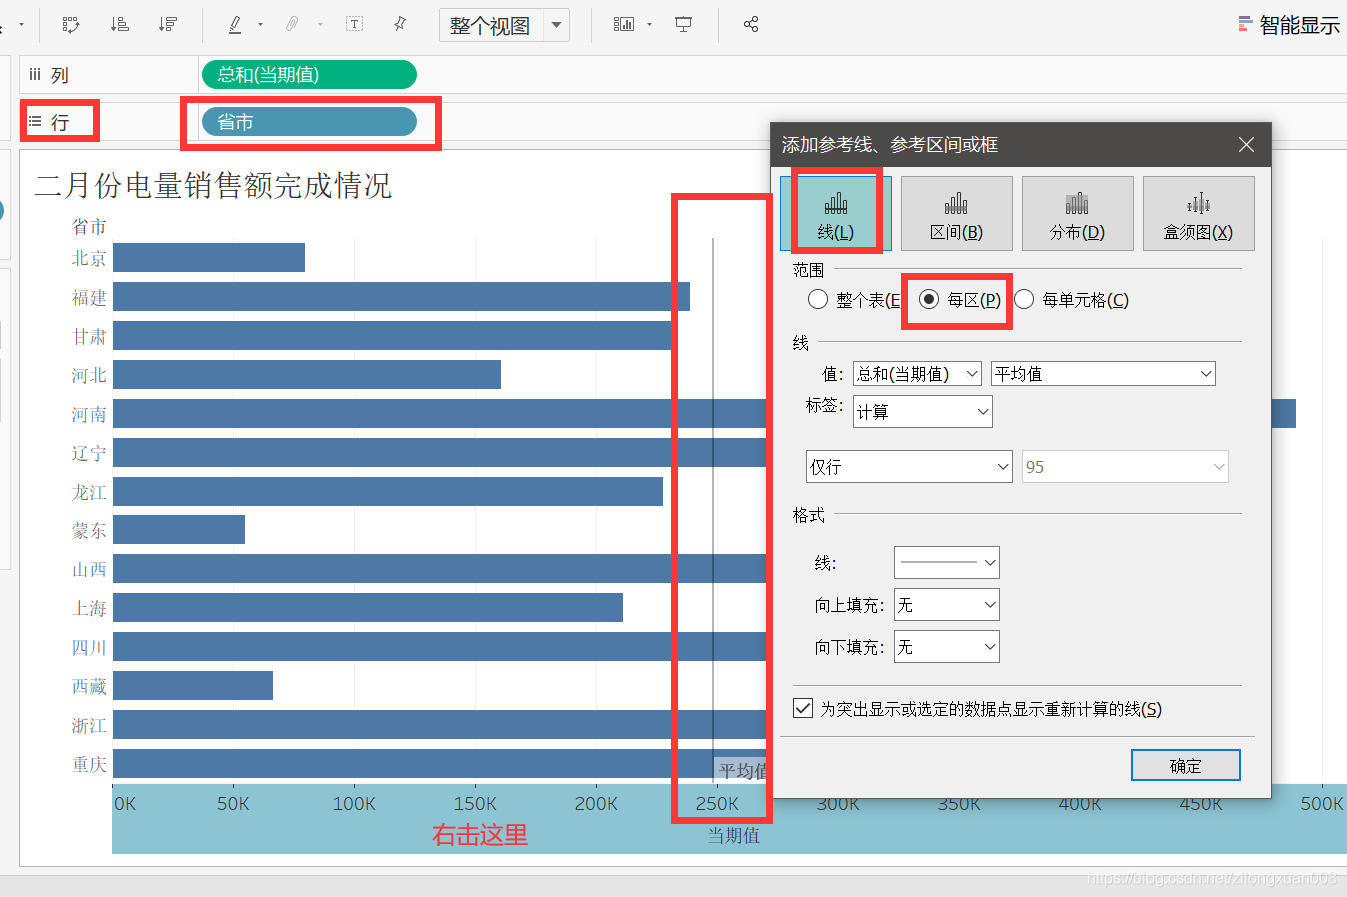 整个视图
智能显示
列
总和(当期值)
行
省市
二月份电量销售额完成情况
省市
北京
福建
甘肃
河北
河南
辽宁
龙江
蒙东
山西
上海
四川
西藏
浙江
重庆
平均值
0K 50K 100K 150K 200K 250K 300K 350K 400K 450K 500K
右击这里
当期值
添加参考线、参考区间或框
线(L) 区间(B) 分布(D) 盒须图(X)
范围
整个表(E 每区(P) 每单元格(C)
线
值: 总和(当期值) 平均值
标签: 计算
仅行 95
格式
线:
向上填充: 无
向下填充: 无
为突出显示或选定的数据点显示重新计算的线(S)
确定
https://blog.csdn.net/zilongxuan008